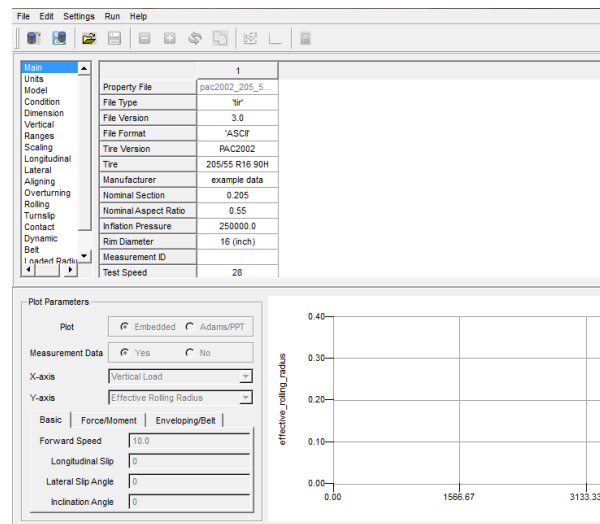 File Edit Settings Run Help
Main
Units
Model
Condition
Dimension
Vertical
Ranges
Scaling
Longitudinal
Lateral
Aligning
Overturning
Rolling
Turnslip
Contact
Dynamic
Belt
Loaded Radiu
1
Property File pac2002_205_5...
File Type 'tir'
File Version 3.0
File Format 'ASCII'
Tire Version PAC2002
Tire 205/55 R16 90H
Manufacturer example data
Nominal Section 0.205
Nominal Aspect Ratio 0.55
Inflation Pressure 250000.0
Rim Diameter 16 (inch)
Measurement ID
Test Speed 28
Plot Parameters
Plot Embedded Adams/PPT
Measurement Data Yes No
X-axis Vertical Load
Y-axis Effective Rolling Radius
Basic Force/Moment Enveloping/Belt
Forward Speed 10.0
Longitudinal Slip 0
Lateral Slip Angle 0
Inclination Angle 0
effective_rolling_radius
0.40
0.30
0.20
0.10
0.00
0.00 1566.67 3133.33